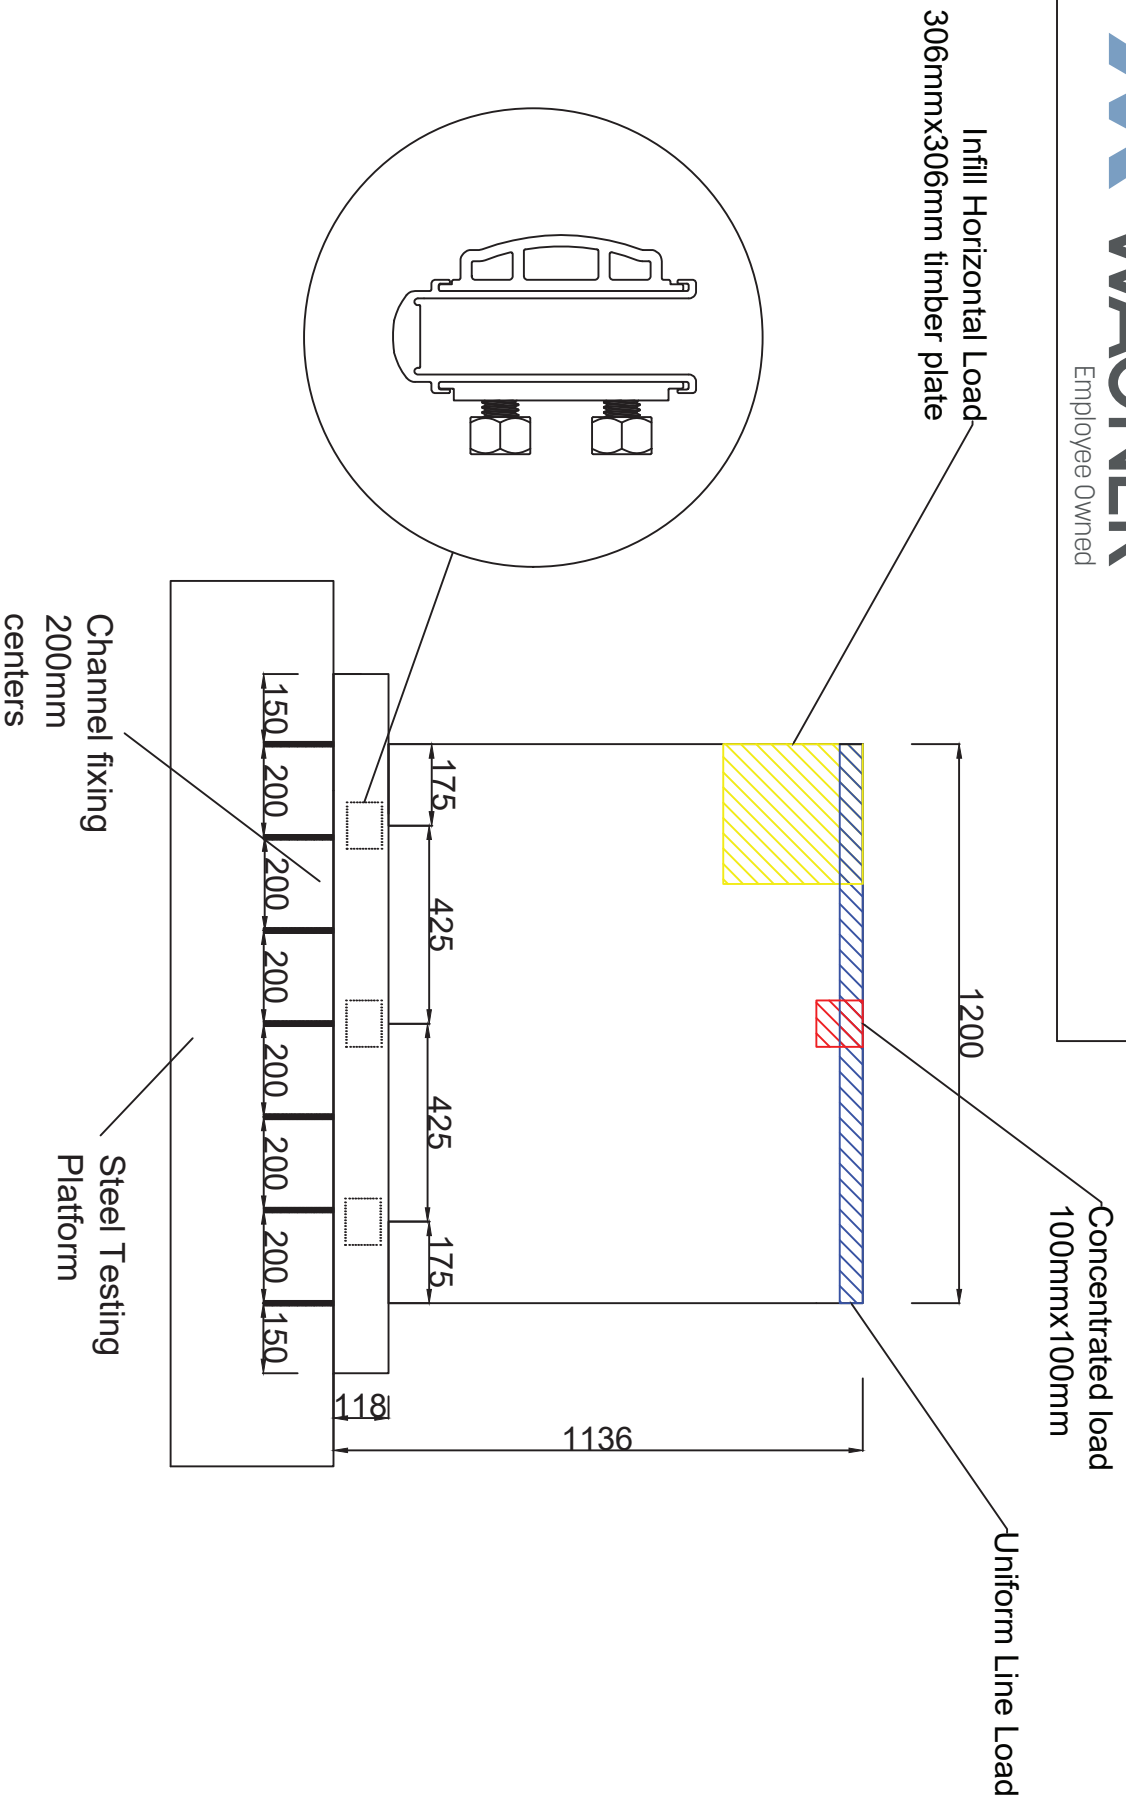 WAGNER
Employee Owned
Concentrated load
100mmx100mm
Uniform Line Load
Infill Horizontal Load
306mmx306mm timber plate
1200
1136
118
175
425
425
175
150
200
200
200
200
200
200
150
Channel fixing
200mm
centers
Steel Testing
Platform